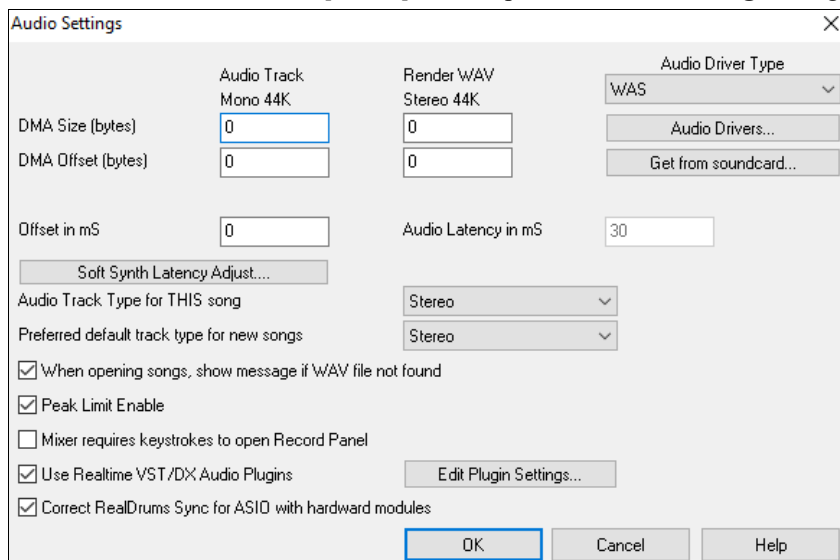 Audio Settings
Audio Track
Mono 44K
Render WAV
Stereo 44K
Audio Driver Type
WAS
DMA Size (bytes)
0
0
Audio Drivers...
DMA Offset (bytes)
0
0
Get from soundcard...
Offset in mS
0
Audio Latency in mS
30
Soft Synth Latency Adjust....
Audio Track Type for THIS song
Stereo
Preferred default track type for new songs
Stereo
When opening songs, show message if WAV file not found
Peak Limit Enable
Mixer requires keystrokes to open Record Panel
Use Realtime VST/DX Audio Plugins
Edit Plugin Settings...
Correct RealDrums Sync for ASIO with hardward modules
OK
Cancel
Help